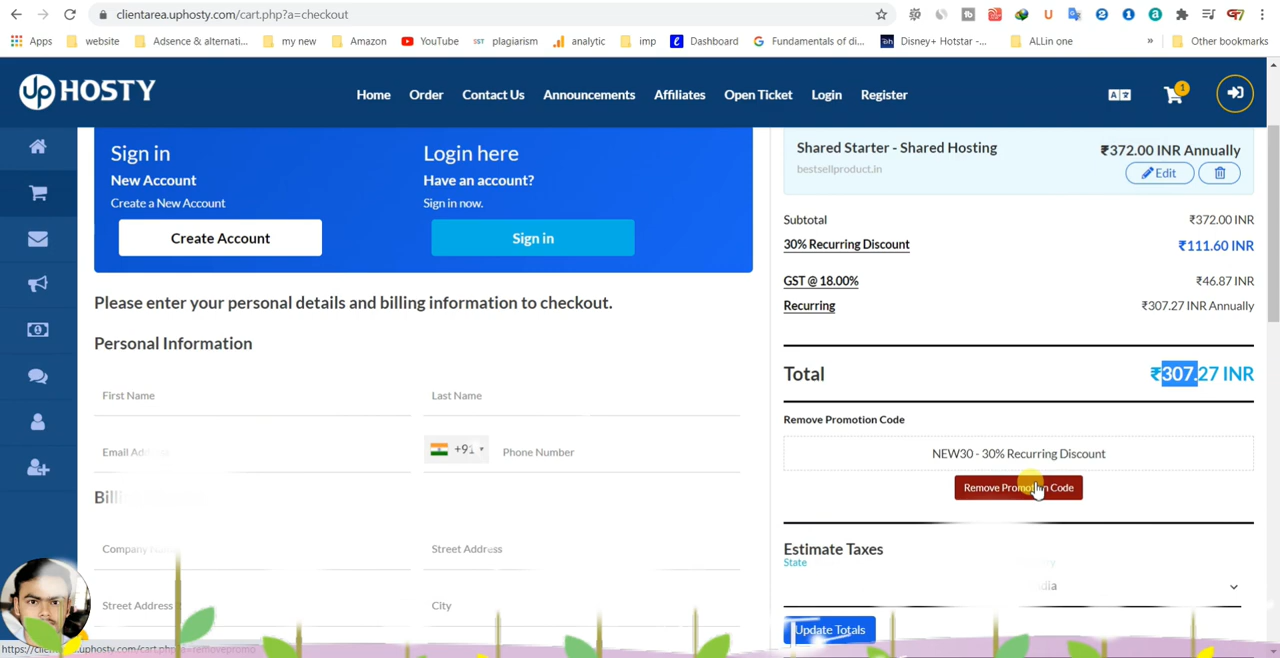 clientarea.uphosty.com/cart.php?a=checkout
Apps website Adsence & alternati... my new Amazon YouTube SST plagiarism analytic imp Dashboard Fundamentals of di... Disney+ Hotstar -... ALLin one » Other bookmarks
up HOSTY
Home Order Contact Us Announcements Affiliates Open Ticket Login Register
1
Sign in
New Account
Create a New Account
Create Account
Login here
Have an account?
Sign in now.
Sign in
Please enter your personal details and billing information to checkout.
Personal Information
First Name
Last Name
+91
Phone Number
Street Address
Street Address
City
Shared Starter - Shared Hosting ₹372.00 INR Annually
bestsellproduct.in
Edit
Subtotal ₹372.00 INR
30% Recurring Discount ₹111.60 INR
GST @ 18.00% ₹46.87 INR
Recurring ₹307.27 INR Annually
Total ₹307.27 INR
Remove Promotion Code
NEW30 - 30% Recurring Discount
Remove Promotion Code
Estimate Taxes
State
Update Totals